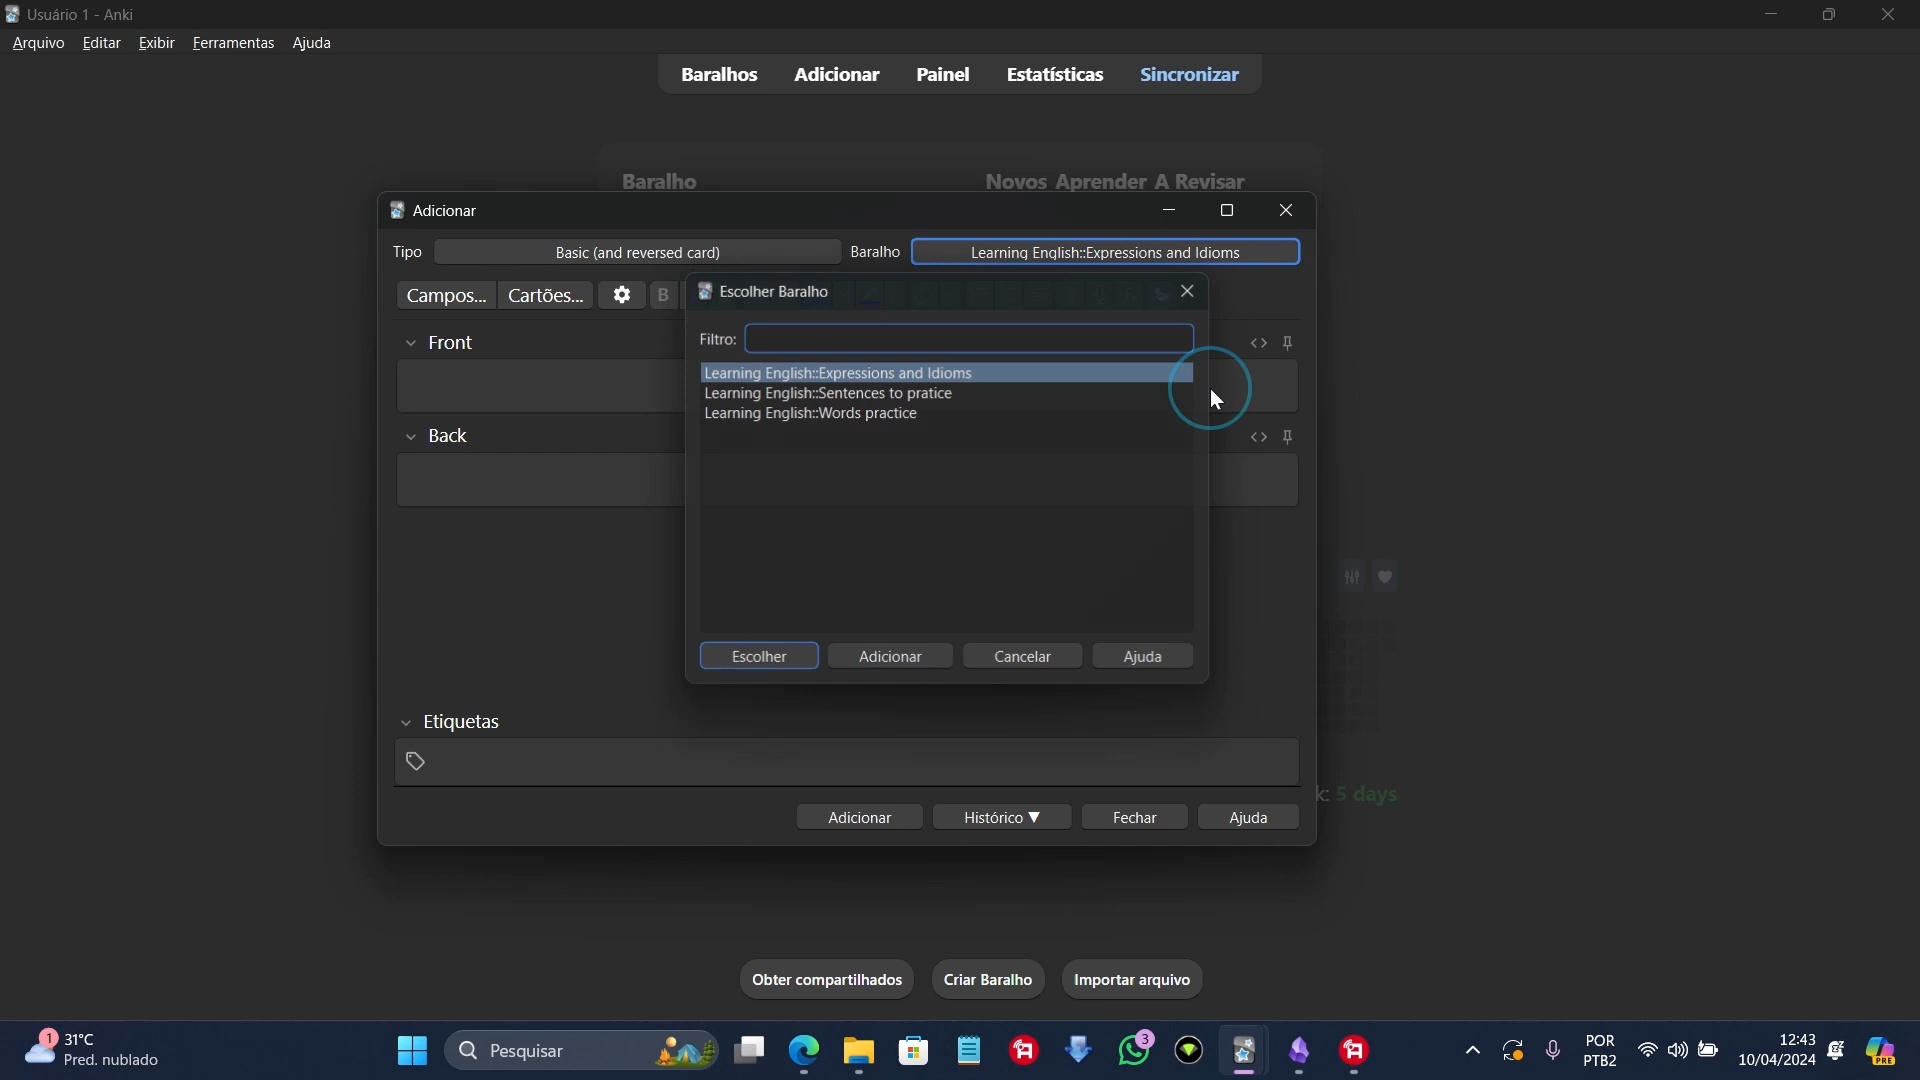 Usuário 1 - Anki
Arquivo Editar Exibir Ferramentas Ajuda
Baralhos Adicionar Painel Estatísticas Sincronizar
Baralho Novos Aprender A Revisar
Adicionar
Tipo Basic (and reversed card) Baralho Learning English::Expressions and Idioms
Campos... Cartões... B
Escolher Baralho
Filtro:
Front
Learning English::Expressions and Idioms
Learning English::Sentences to pratice
Learning English::Words practice
Back
Escolher Adicionar Cancelar Ajuda
Etiquetas
k: 5 days
Adicionar Histórico ▼ Fechar Ajuda
Obter compartilhados Criar Baralho Importar arquivo
1 31°C
Pred. nublado
Pesquisar
3
POR
PTB2
12:43
10/04/2024
PRE